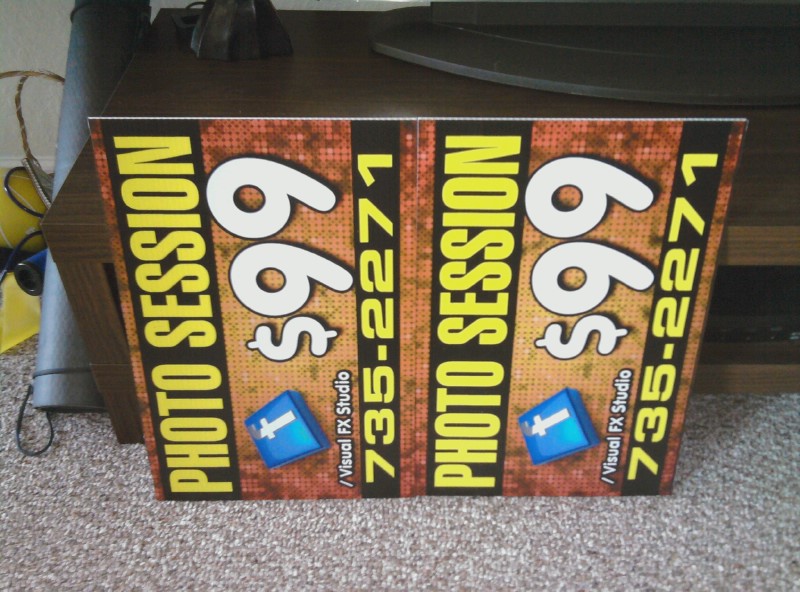 PHOTO SESSION
$99
f
/ Visual FX Studio
735-2271
PHOTO SESSION
$99
f
/ Visual FX Studio
735-2271